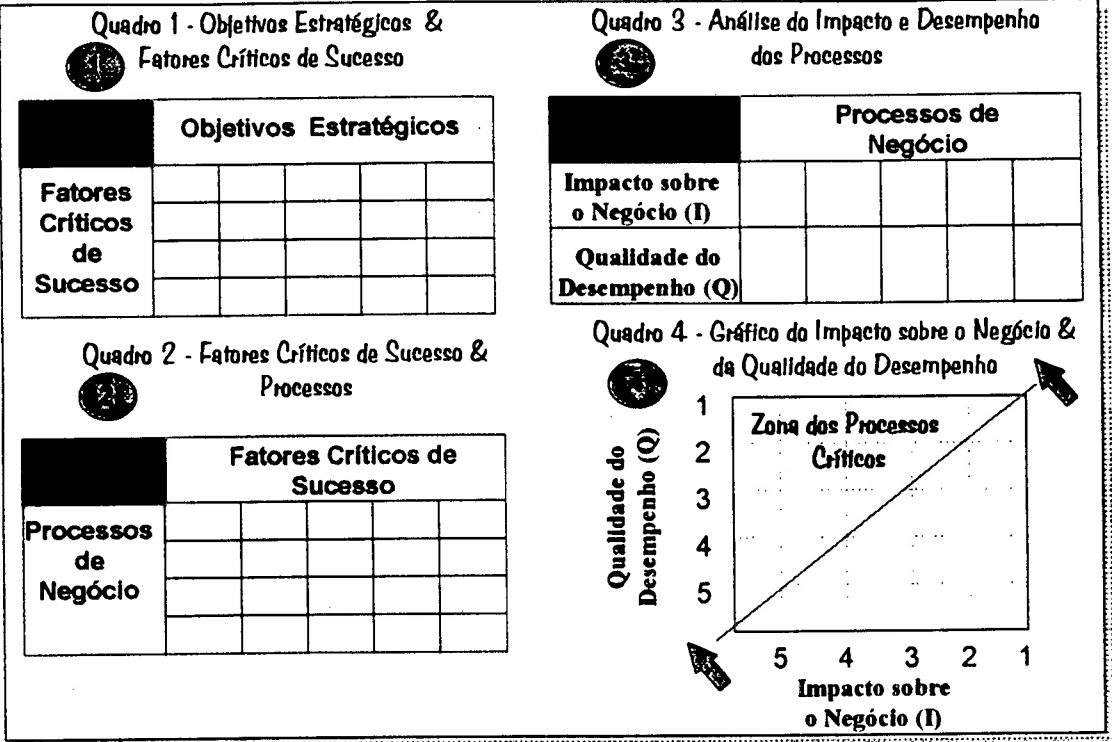 Quadro 1 - Objetivos Estratégicos &
Fatores Críticos de Sucesso
1
Objetivos Estratégicos
Fatores
Críticos
de
Sucesso
Quadro 2 - Fatores Críticos de Sucesso &
Processos
2
Fatores Críticos de
Sucesso
Processos
de
Negócio
Quadro 3 - Análise do Impacto e Desempenho
dos Processos
Processos de
Negócio
Impacto sobre
o Negócio (I)
Qualidade do
Desempenho (Q)
Quadro 4 - Gráfico do Impacto sobre o Negócio &
da Qualidade do Desempenho
Zona dos Processos
Críticos
Qualidade do
Desempenho (Q)
1
2
3
4
5
5 4 3 2 1
Impacto sobre
o Negócio (I)